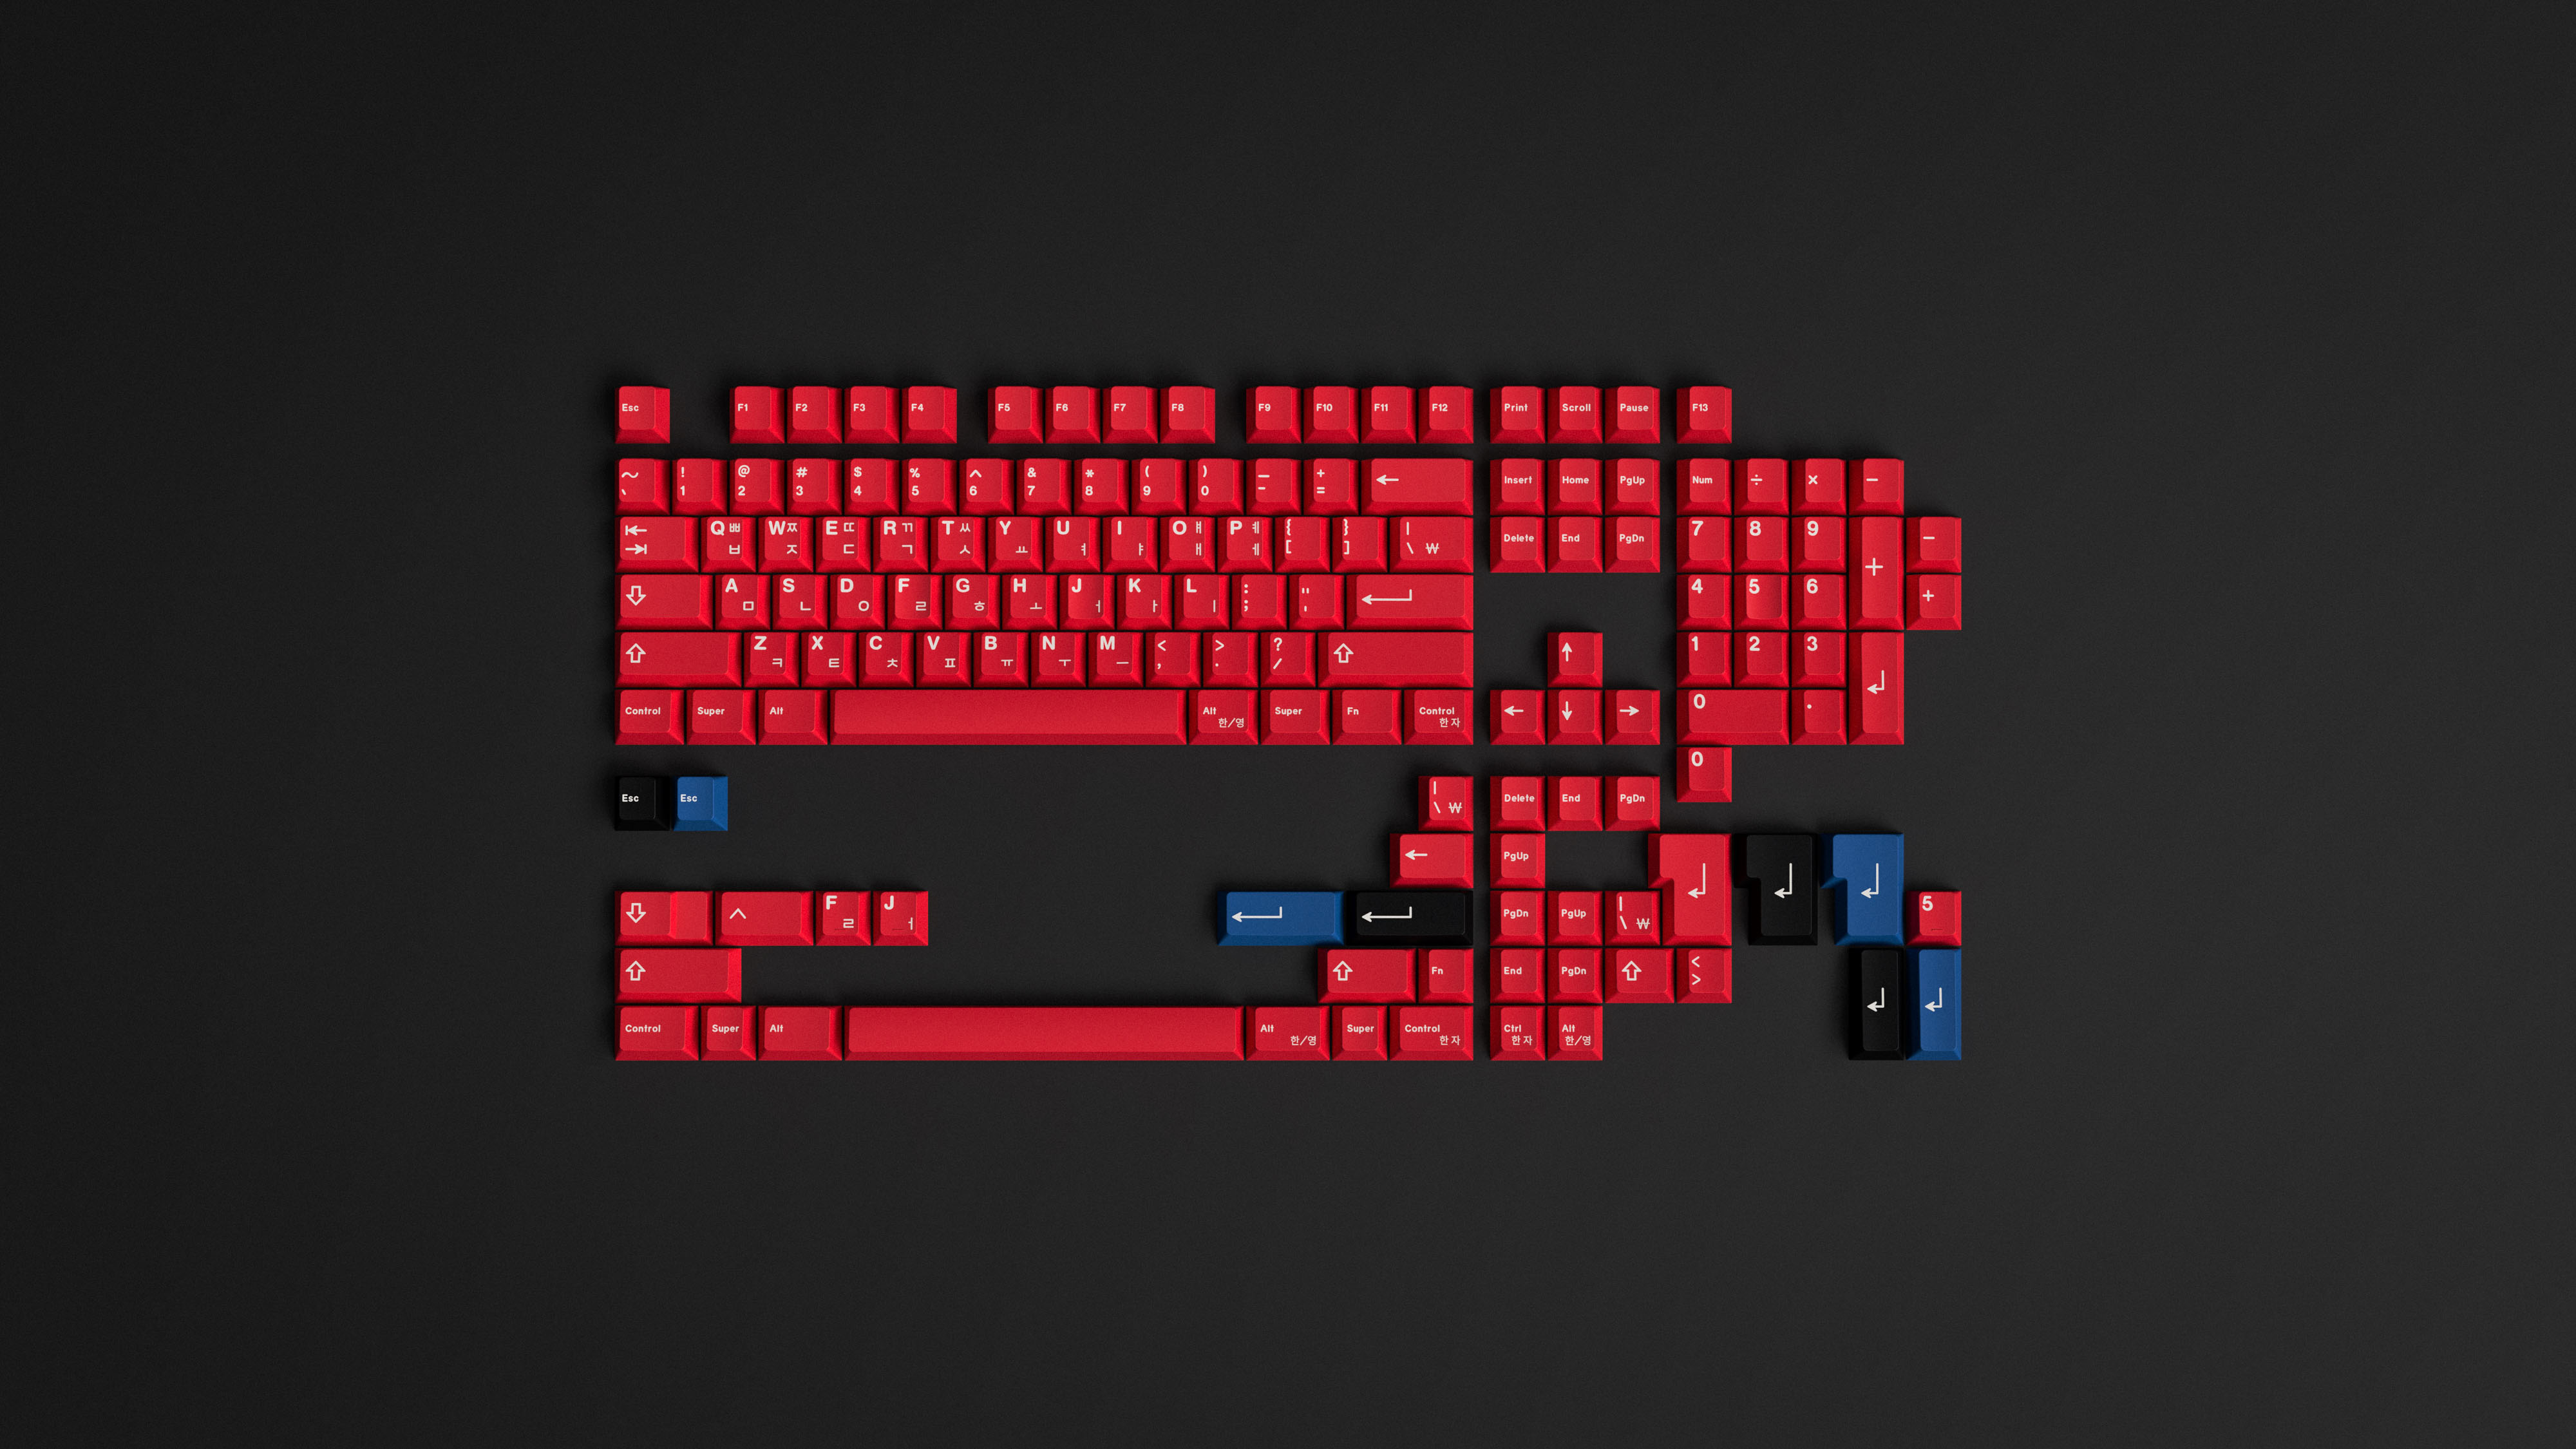 Esc F1 F2 F3 F4 F5 F6 F7 F8 F9 F10 F11 F12 Print Scroll Pause F13
~ ! @ # $ % ^ & * ( ) _ + ← Insert Home PgUp Num ÷ × −
` 1 2 3 4 5 6 7 8 9 0 - =
⇤ Q ㅃ W ㅉ E ㄸ R ㄲ T ㅆ Y U I O ㅒ P ㅖ { } | Delete End PgDn 7 8 9 + −
⇥ ㅂ ㅈ ㄷ ㄱ ㅅ ㅛ ㅕ ㅑ ㅐ ㅔ [ ] \ ₩
⇩ A S D F G H J K L : " ↵ 4 5 6 +
ㅁ ㄴ ㅇ ㄹ ㅎ ㅗ ㅓ ㅏ ㅣ ; '
⇧ Z X C V B N M < > ? ⇧ ↑ 1 2 3 ↵
ㅋ ㅌ ㅊ ㅍ ㅠ ㅜ ㅡ , . /
Control Super Alt Alt Super Fn Control ← ↓ → 0 .
한/영 한자
0
Esc Esc | Delete End PgDn
\ ₩
← PgUp ↵ ↵ ↵
⇩ ^ F J ↵ ↵ PgDn PgUp | 5
ㄹ ㅓ \ ₩
⇧ ⇧ Fn End PgDn ⇧ < ↵ ↵
>
Control Super Alt Alt Super Control Ctrl Alt
한/영 한자 한자 한/영